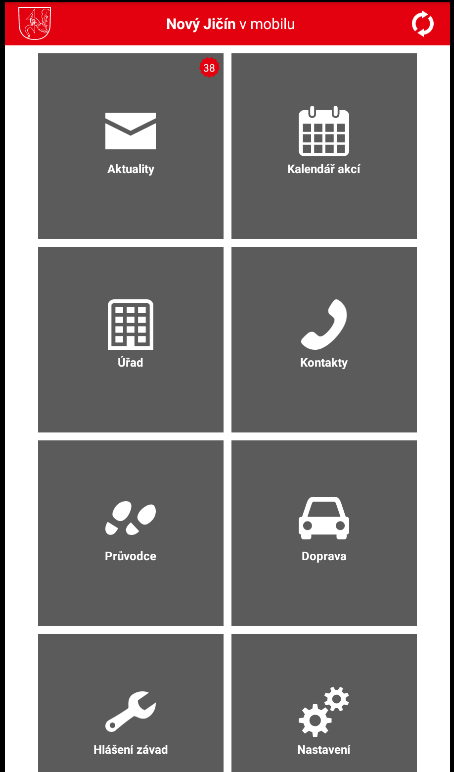 Nový Jičín v mobilu
38
Aktuality
Kalendář akcí
Úřad
Kontakty
Průvodce
Doprava
Hlášení závad
Nastavení